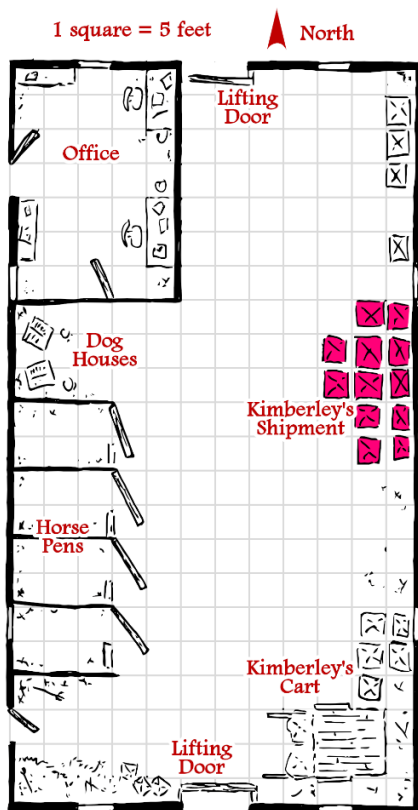 1 square = 5 feet
North
Lifting
Door
Office
Dog
Houses
Kimberley's
Shipment
Horse
Pens
Kimberley's
Cart
Lifting
Door